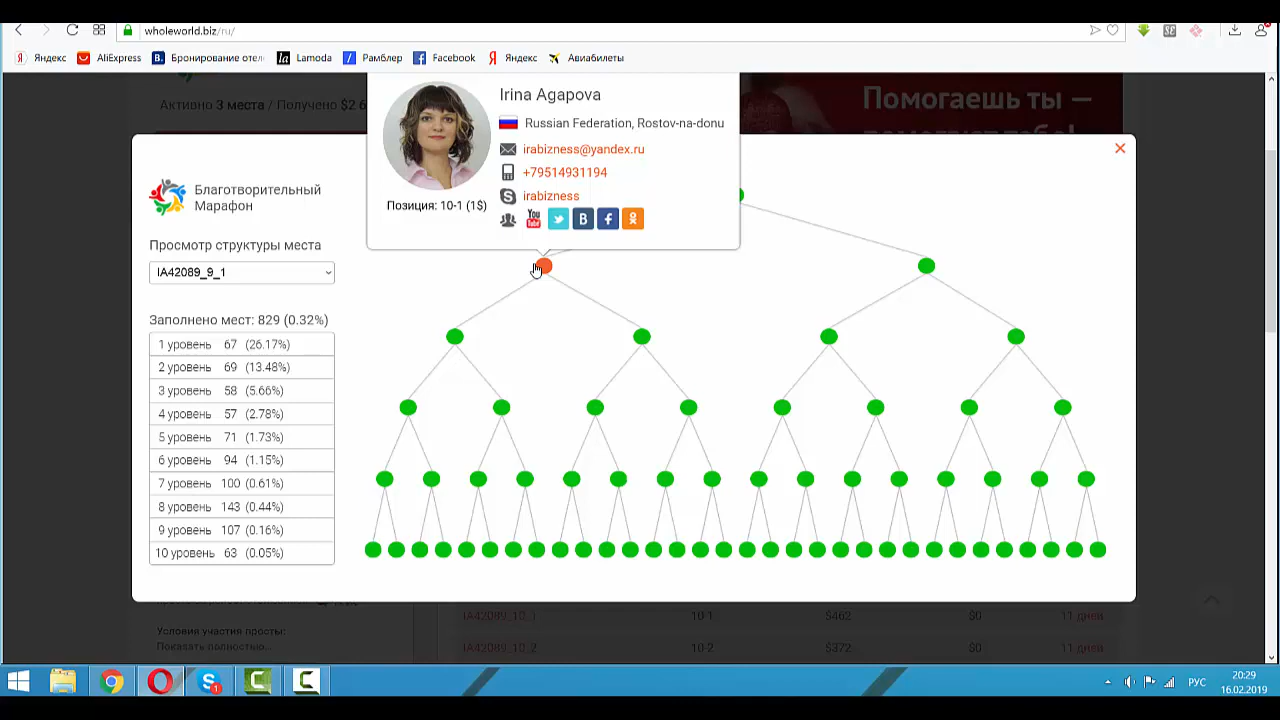 wholeworld.biz/ru/
Яндекс
AliExpress
Бронирование отел
Lamoda
Рамблер
Facebook
Яндекс
Авиабилеты
Активно 3 места / Получено $2 6
Помогаешь ты —
Irina Agapova
Russian Federation, Rostov-na-donu
irabizness@yandex.ru
+79514931194
irabizness
Позиция: 10-1 (1$)
You
Tube
Благотворительный
Марафон
Просмотр структуры места
IA42089_9_1
Заполнено мест: 829 (0.32%)
1 уровень 67 (26.17%)
2 уровень 69 (13.48%)
3 уровень 58 (5.66%)
4 уровень 57 (2.78%)
5 уровень 71 (1.73%)
6 уровень 94 (1.15%)
7 уровень 100 (0.61%)
8 уровень 143 (0.44%)
9 уровень 107 (0.16%)
10 уровень 63 (0.05%)
IA42089_10_1 10-1 $462 $0 11 дней
Условия участия просты:
Показать полностью...
IA42089_10_2 10-2 $372 $0 11 дней
РУС
20:29
16.02.2019